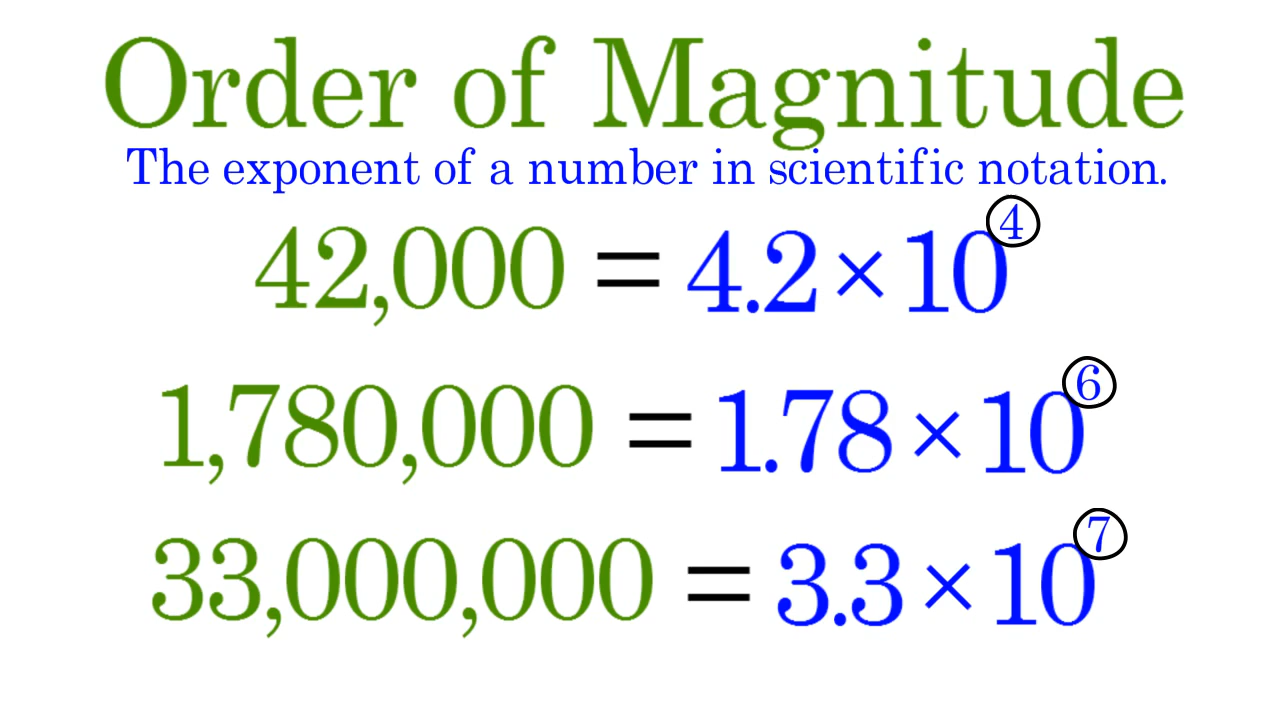 Order of Magnitude
The exponent of a number in scientific notation.
42,000 = 4.2×10⁴
1,780,000 = 1.78×10⁶
33,000,000 = 3.3×10⁷